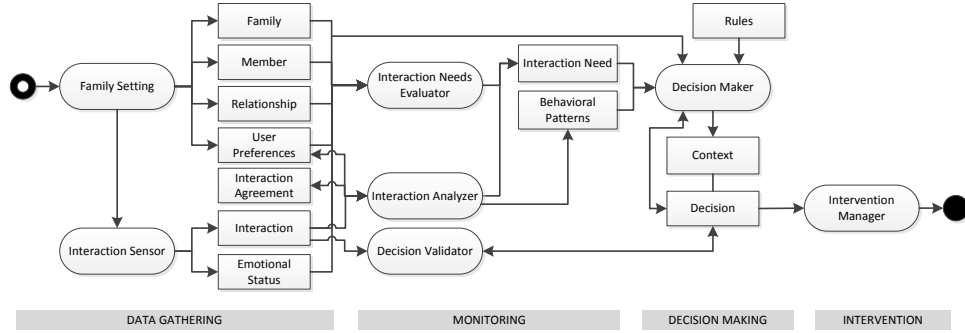 Family
Rules
Member
Family Setting
Interaction Needs
Evaluator
Interaction Need
Decision Maker
Relationship
Behavioral
Patterns
User
Preferences
Context
Interaction
Agreement
Interaction Analyzer
Decision
Intervention
Manager
Interaction
Interaction Sensor
Decision Validator
Emotional
Status
DATA GATHERING
MONITORING
DECISION MAKING
INTERVENTION